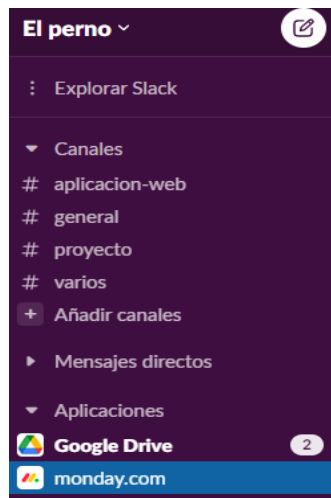 El perno
Explorar Slack
Canales
# aplicacion-web
# general
# proyecto
# varios
+ Añadir canales
Mensajes directos
Aplicaciones
Google Drive 2
monday.com